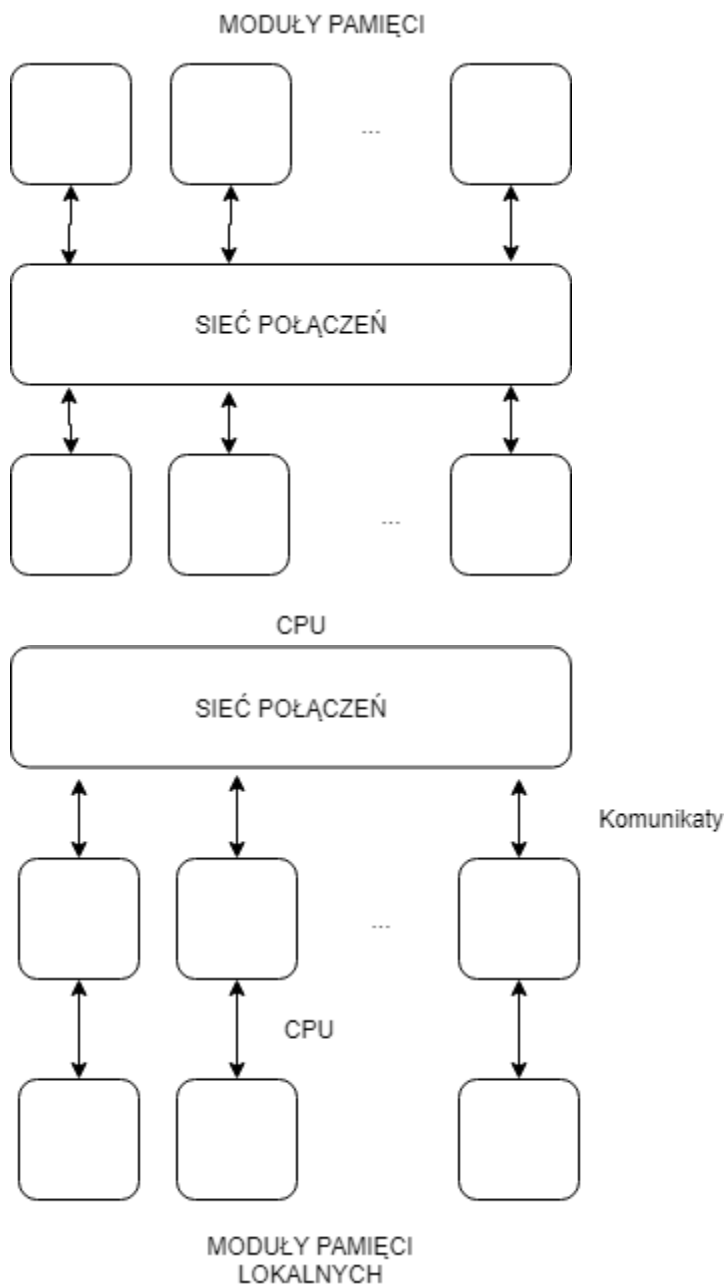 MODUŁY PAMIĘCI
...
SIEĆ POŁĄCZEŃ
...
CPU
SIEĆ POŁĄCZEŃ
Komunikaty
...
CPU
MODUŁY PAMIĘCI
LOKALNYCH